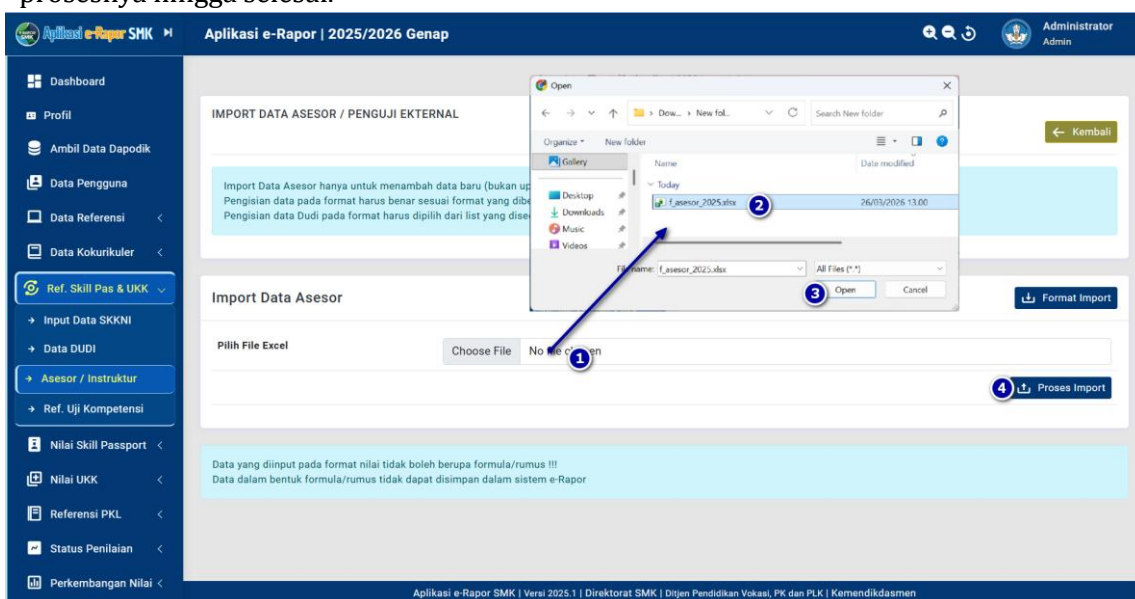 prosesnya hingga selesai.
Aplikasi e-Rapor SMK
Aplikasi e-Rapor | 2025/2026 Genap
Administrator
Admin
Dashboard
Profil
Ambil Data Dapodik
Data Pengguna
Data Referensi
Data Kokurikuler
Ref. Skill Pas & UKK
Input Data SKKNI
Data DUDI
Asesor / Instruktur
Ref. Uji Kompetensi
Nilai Skill Passport
Nilai UKK
Referensi PKL
Status Penilaian
Perkembangan Nilai
IMPORT DATA ASESOR / PENGUJI EKTERNAL
Kembali
Import Data Asesor hanya untuk menambah data baru (bukan up
Pengisian data pada format harus benar sesuai format yang dibe
Pengisian data Dudi pada format harus dipilih dari list yang dise
Open
Dow... > New fol...
Search New folder
Organize
New folder
Gallery
Desktop
Downloads
Music
Videos
Name
Date modified
Today
f_asesor_2025.xlsx
26/03/2026 13.00
2
File name:
f_asesor_2025.xlsx
All Files (*.*)
3
Open
Cancel
Import Data Asesor
Format Import
Pilih File Excel
Choose File
No file chosen
1
4
Proses Import
Data yang diinput pada format nilai tidak boleh berupa formula/rumus !!!
Data dalam bentuk formula/rumus tidak dapat disimpan dalam sistem e-Rapor
Aplikasi e-Rapor SMK | Versi 2025.1 | Direktorat SMK | Ditjen Pendidikan Vokasi, PK dan PLK | Kemendikdasmen